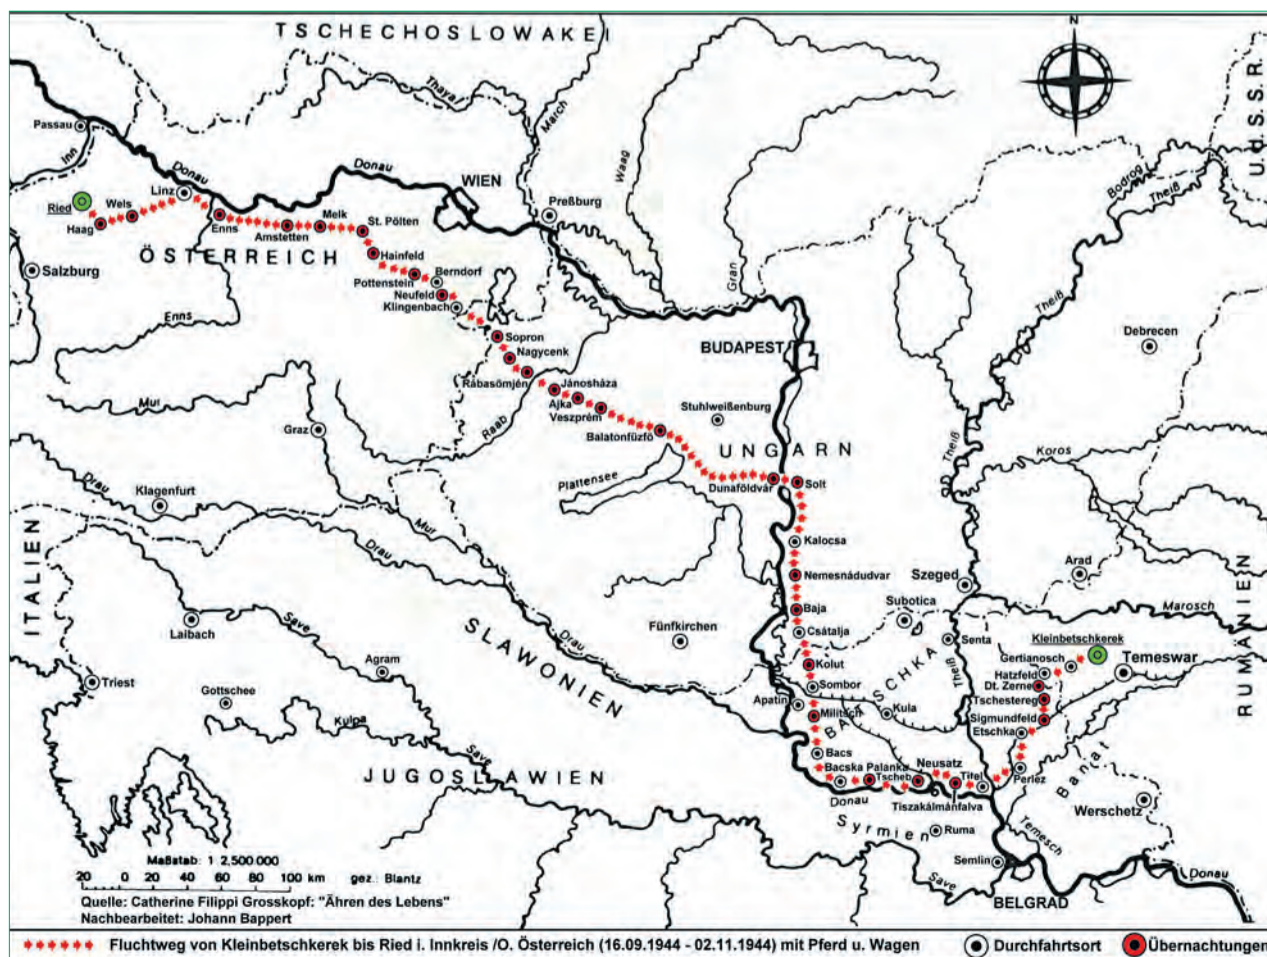 N
TSCHECHOSLOWAKEI
U.d.S.S.R.
Thaya
March
Waag
Gran
Passau
Inn
Donau
Donau
WIEN
Preßburg
Bodrog
Theiß
Linz
Ried
Wels
Haag
Enns
Amstetten
Melk
St. Pölten
Hainfeld
ÖSTERREICH
Salzburg
Pottenstein
Berndorf
Neufeld
Klingenbach
Enns
Theiß
Debrecen
Sopron
Nagycenk
Rábasömjén
BUDAPEST
Jánosháza
Ajka
Veszprém
Mur
Graz
Raab
Stuhlweißenburg
Balatonfüzfö
UNGARN
Theiß
Koros
Plattensee
Dunaföldvár
Solt
Drau
Klagenfurt
Mur
Drau
Kalocsa
Nemesnádudvar
Szeged
Arad
ITALIEN
RUMÄNIEN
Baja
Subotica
Marosch
Laibach
Save
SLAWONIEN
Drau
Fünfkirchen
Csátalja
Senta
Kleinbetschkerek
Gertianosch
Temeswar
Agram
Kolut
BATSCHKA
Theiß
Hatzfeld
Dt. Zerne
Triest
Gottschee
Sombor
Tschestereg
Apatin
Militsch
Kula
Sigmundfeld
Etschka
Kulpa
Save
Bacs
Banat
JUGOSLAWIEN
Bacska Palanka
Neusatz
Tscheb
Titel
Perlez
Donau
Tiszakálmánfalva
Werschetz
Syrmien
Ruma
Temesch
Semlin
Save
BELGRAD
Donau
Maßstab: 1 2,500 000
20 0 20 40 60 80 100 km gez.: Blantz
Quelle: Catherine Filippi Grosskopf: "Ähren des Lebens"
Nachbearbeitet: Johann Bappert
Fluchtweg von Kleinbetschkerek bis Ried i. Innkreis /O. Österreich (16.09.1944 - 02.11.1944) mit Pferd u. Wagen Durchfahrtsort Übernachtungen